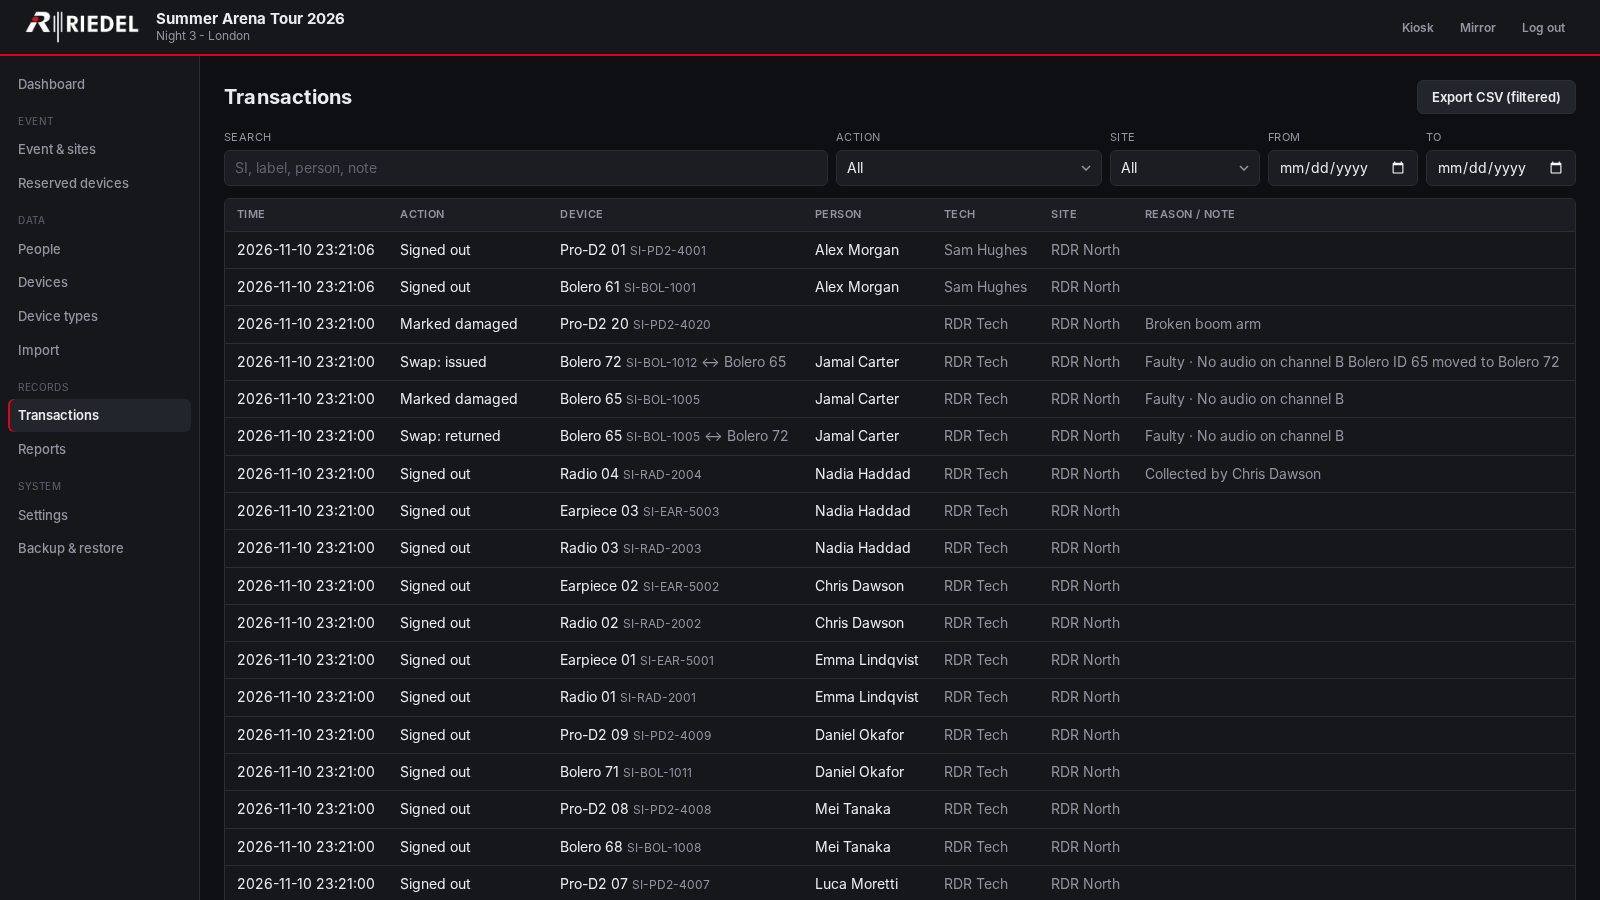 RIEDEL
Summer Arena Tour 2026
Night 3 - London
Kiosk Mirror Log out
Dashboard
EVENT
Event & sites
Reserved devices
DATA
People
Devices
Device types
Import
RECORDS
Transactions
Reports
SYSTEM
Settings
Backup & restore
Transactions
Export CSV (filtered)
SEARCH ACTION SITE FROM TO
SI, label, person, note All All mm/dd/yyyy mm/dd/yyyy
TIME ACTION DEVICE PERSON TECH SITE REASON / NOTE
2026-11-10 23:21:06 Signed out Pro-D2 01 SI-PD2-4001 Alex Morgan Sam Hughes RDR North
2026-11-10 23:21:06 Signed out Bolero 61 SI-BOL-1001 Alex Morgan Sam Hughes RDR North
2026-11-10 23:21:00 Marked damaged Pro-D2 20 SI-PD2-4020 RDR Tech RDR North Broken boom arm
2026-11-10 23:21:00 Swap: issued Bolero 72 SI-BOL-1012 ↔ Bolero 65 Jamal Carter RDR Tech RDR North Faulty · No audio on channel B Bolero ID 65 moved to Bolero 72
2026-11-10 23:21:00 Marked damaged Bolero 65 SI-BOL-1005 Jamal Carter RDR Tech RDR North Faulty · No audio on channel B
2026-11-10 23:21:00 Swap: returned Bolero 65 SI-BOL-1005 ↔ Bolero 72 Jamal Carter RDR Tech RDR North Faulty · No audio on channel B
2026-11-10 23:21:00 Signed out Radio 04 SI-RAD-2004 Nadia Haddad RDR Tech RDR North Collected by Chris Dawson
2026-11-10 23:21:00 Signed out Earpiece 03 SI-EAR-5003 Nadia Haddad RDR Tech RDR North
2026-11-10 23:21:00 Signed out Radio 03 SI-RAD-2003 Nadia Haddad RDR Tech RDR North
2026-11-10 23:21:00 Signed out Earpiece 02 SI-EAR-5002 Chris Dawson RDR Tech RDR North
2026-11-10 23:21:00 Signed out Radio 02 SI-RAD-2002 Chris Dawson RDR Tech RDR North
2026-11-10 23:21:00 Signed out Earpiece 01 SI-EAR-5001 Emma Lindqvist RDR Tech RDR North
2026-11-10 23:21:00 Signed out Radio 01 SI-RAD-2001 Emma Lindqvist RDR Tech RDR North
2026-11-10 23:21:00 Signed out Pro-D2 09 SI-PD2-4009 Daniel Okafor RDR Tech RDR North
2026-11-10 23:21:00 Signed out Bolero 71 SI-BOL-1011 Daniel Okafor RDR Tech RDR North
2026-11-10 23:21:00 Signed out Pro-D2 08 SI-PD2-4008 Mei Tanaka RDR Tech RDR North
2026-11-10 23:21:00 Signed out Bolero 68 SI-BOL-1008 Mei Tanaka RDR Tech RDR North
2026-11-10 23:21:00 Signed out Pro-D2 07 SI-PD2-4007 Luca Moretti RDR Tech RDR North